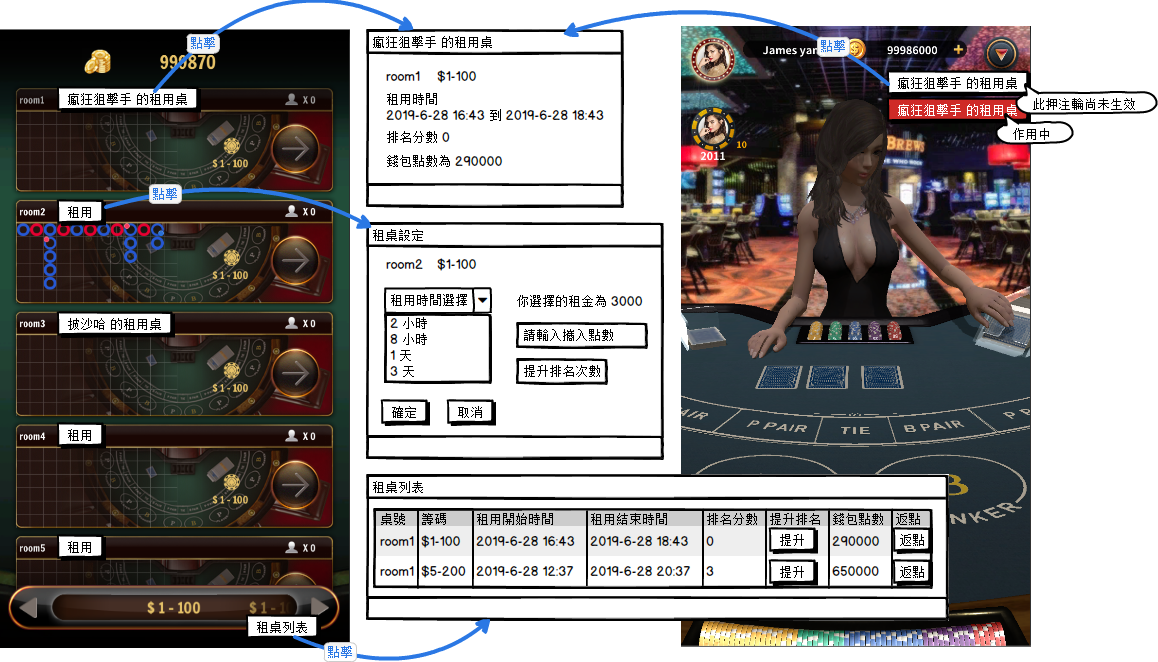 點擊
999870
room1
瘋狂狙擊手 的租用桌
X 0
$ 1 - 100
點擊
room2
租用
X 0
$ 1 - 100
room3
披沙哈 的租用桌
X 0
$ 1 - 100
room4
租用
X 0
$ 1 - 100
room5
租用
X 0
$ 1 - 100
$ 1 - 10
租桌列表
點擊
瘋狂狙擊手 的租用桌
room1 $1-100
租用時間
2019-6-28 16:43 到 2019-6-28 18:43
排名分數 0
錢包點數為 290000
租桌設定
room2 $1-100
租用時間選擇
2 小時
8 小時
1 天
3 天
你選擇的租金為 3000
請輸入攜入點數
提升排名次數
確定
取消
租桌列表
桌號 籌碼 租用開始時間 租用結束時間 排名分數 提升排名 錢包點數 返點
room1 $1-100 2019-6-28 16:43 2019-6-28 18:43 0 提升 290000 返點
room1 $5-200 2019-6-28 12:37 2019-6-28 20:37 3 提升 650000 返點
James yan
點擊
99986000
+
瘋狂狙擊手 的租用桌
此押注輪尚未生效
瘋狂狙擊手 的租用桌
作用中
10
2011
BREWS
P PAIR
TIE
B PAIR
P P
AIR
B
NKER